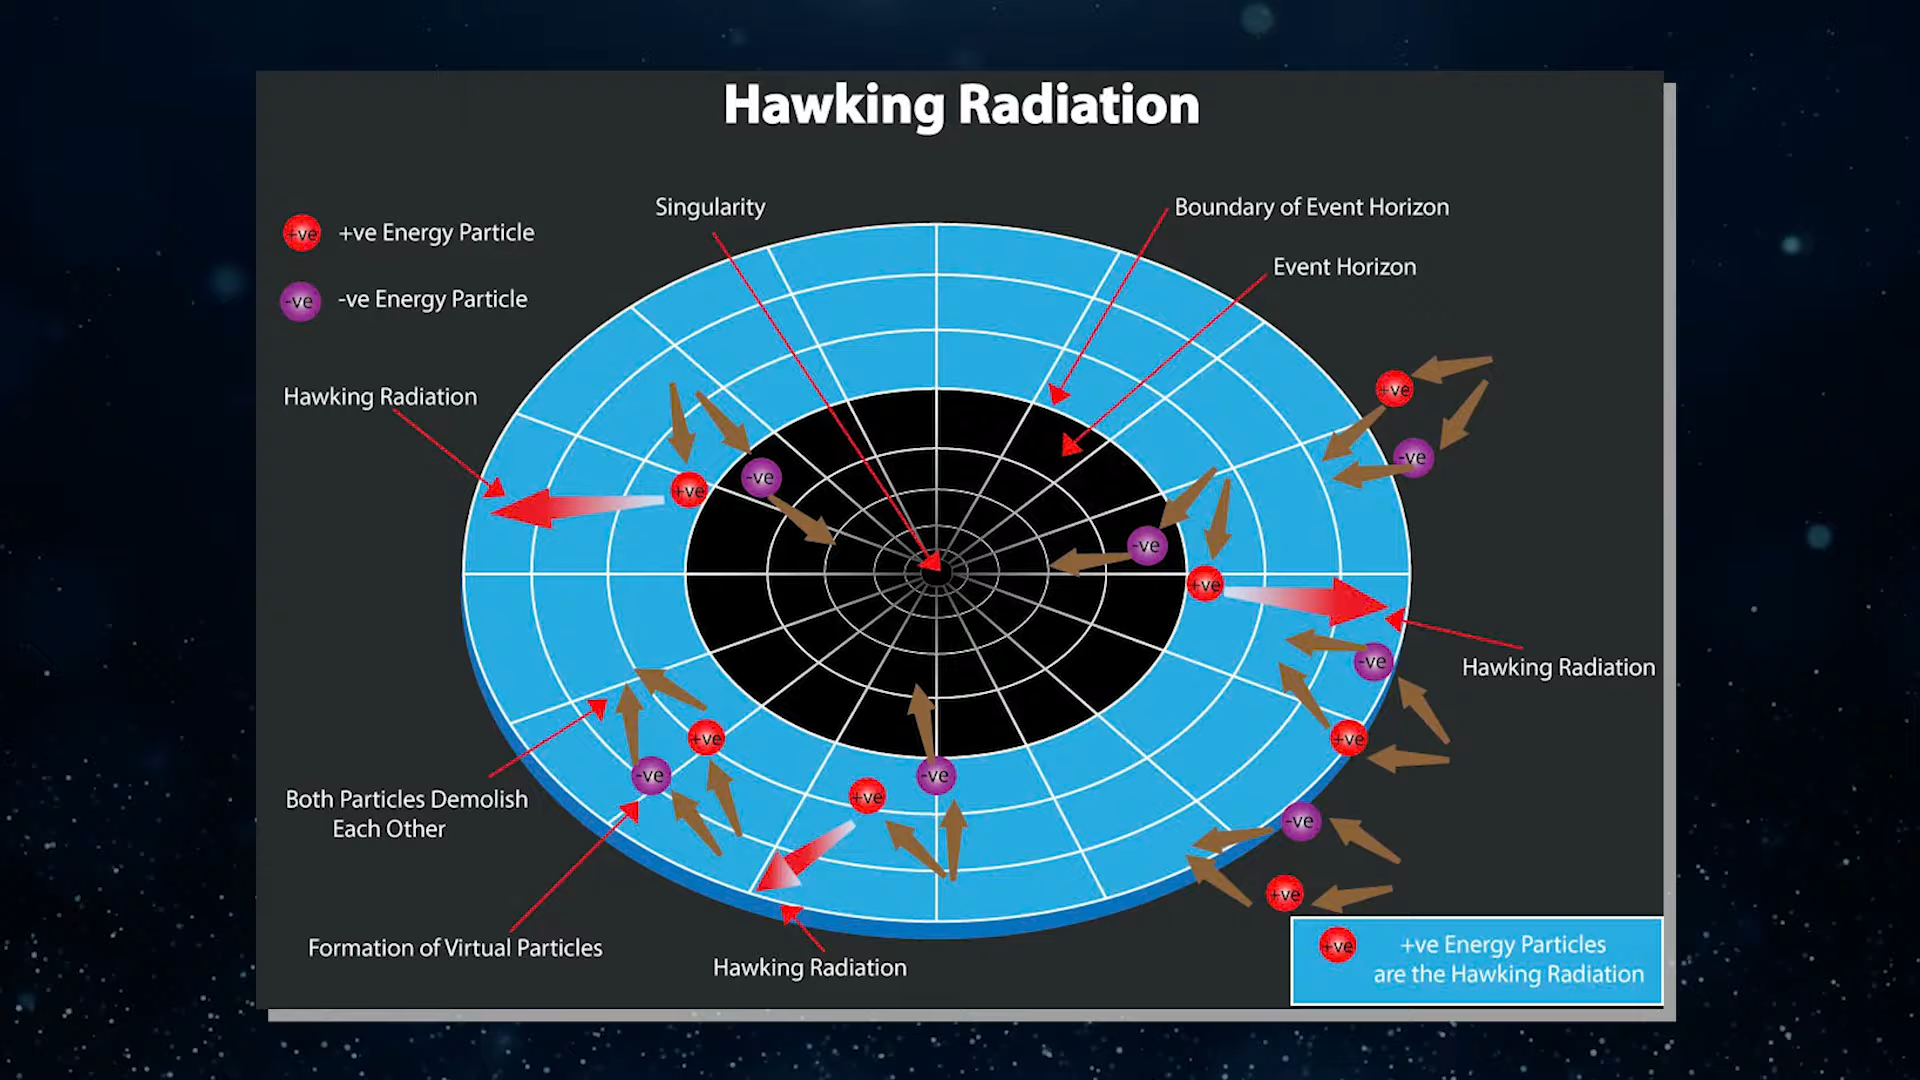 Hawking Radiation
Singularity
Boundary of Event Horizon
+ve +ve Energy Particle
Event Horizon
-ve -ve Energy Particle
+ve
Hawking Radiation
-ve
-ve
+ve
-ve
+ve
-ve
Hawking Radiation
+ve
+ve
-ve
-ve
+ve
Both Particles Demolish
Each Other
-ve
+ve
Formation of Virtual Particles
Hawking Radiation
+ve +ve Energy Particles
are the Hawking Radiation